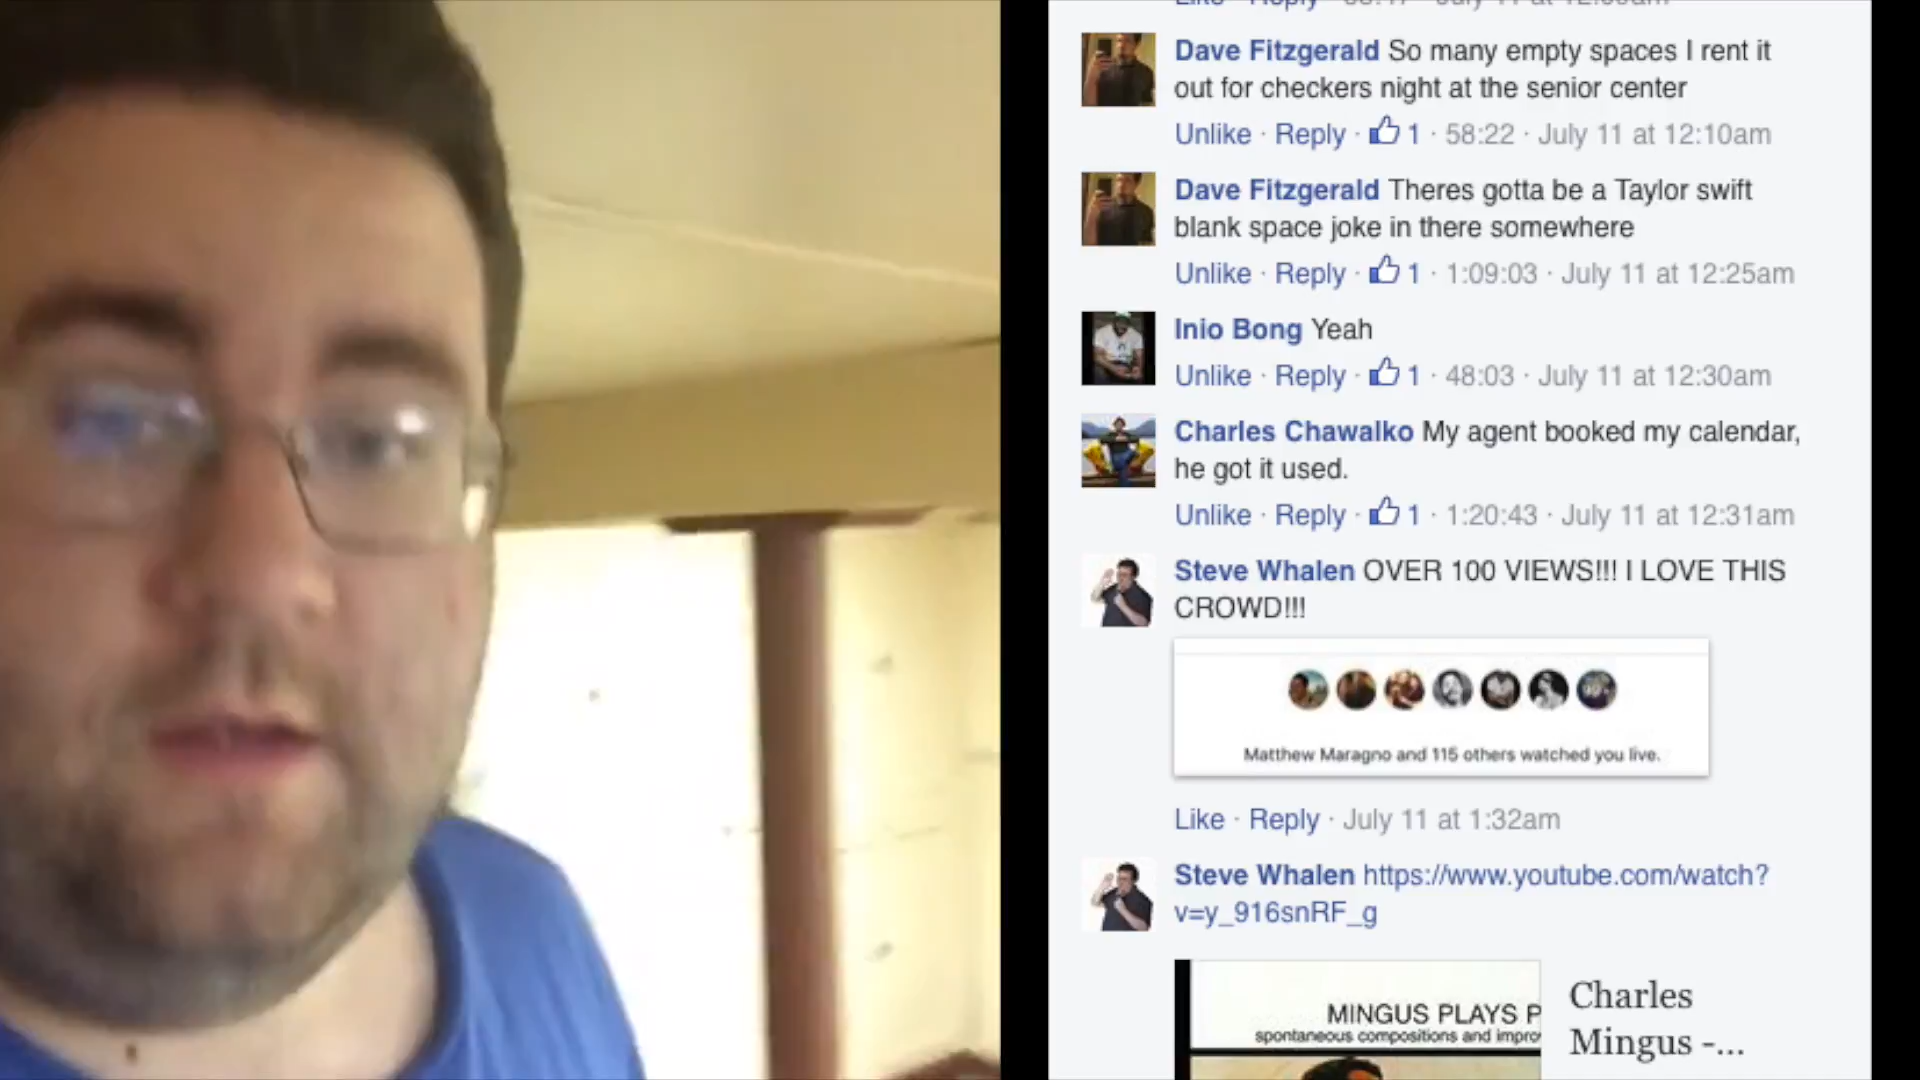 Dave Fitzgerald So many empty spaces I rent it
out for checkers night at the senior center
Unlike · Reply · 1 · 58:22 · July 11 at 12:10am
Dave Fitzgerald Theres gotta be a Taylor swift
blank space joke in there somewhere
Unlike · Reply · 1 · 1:09:03 · July 11 at 12:25am
Inio Bong Yeah
Unlike · Reply · 1 · 48:03 · July 11 at 12:30am
Charles Chawalko My agent booked my calendar,
he got it used.
Unlike · Reply · 1 · 1:20:43 · July 11 at 12:31am
Steve Whalen OVER 100 VIEWS!!! I LOVE THIS
CROWD!!!
Matthew Maragno and 115 others watched you live.
Like · Reply · July 11 at 1:32am
Steve Whalen https://www.youtube.com/watch?
v=y_916snRF_g
MINGUS PLAYS P
spontaneous compositions and impro
Charles
Mingus -...